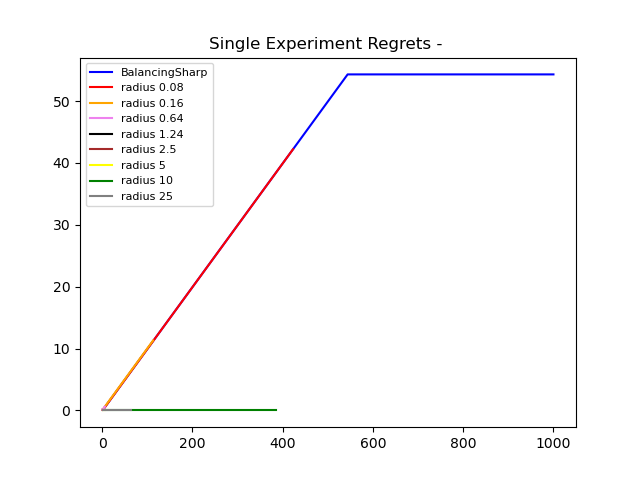 Single Experiment Regrets -
BalancingSharp
radius 0.08
radius 0.16
radius 0.64
radius 1.24
radius 2.5
radius 5
radius 10
radius 25
50
40
30
20
10
0
0 200 400 600 800 1000